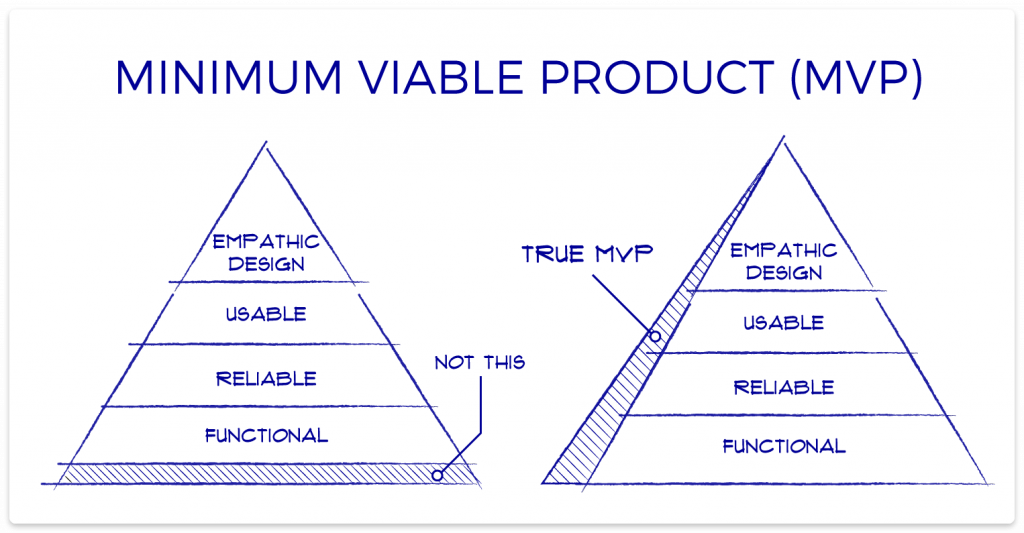 MINIMUM VIABLE PRODUCT (MVP)
EMPATHIC
DESIGN
USABLE
RELIABLE
FUNCTIONAL
NOT THIS
TRUE MVP
EMPATHIC
DESIGN
USABLE
RELIABLE
FUNCTIONAL